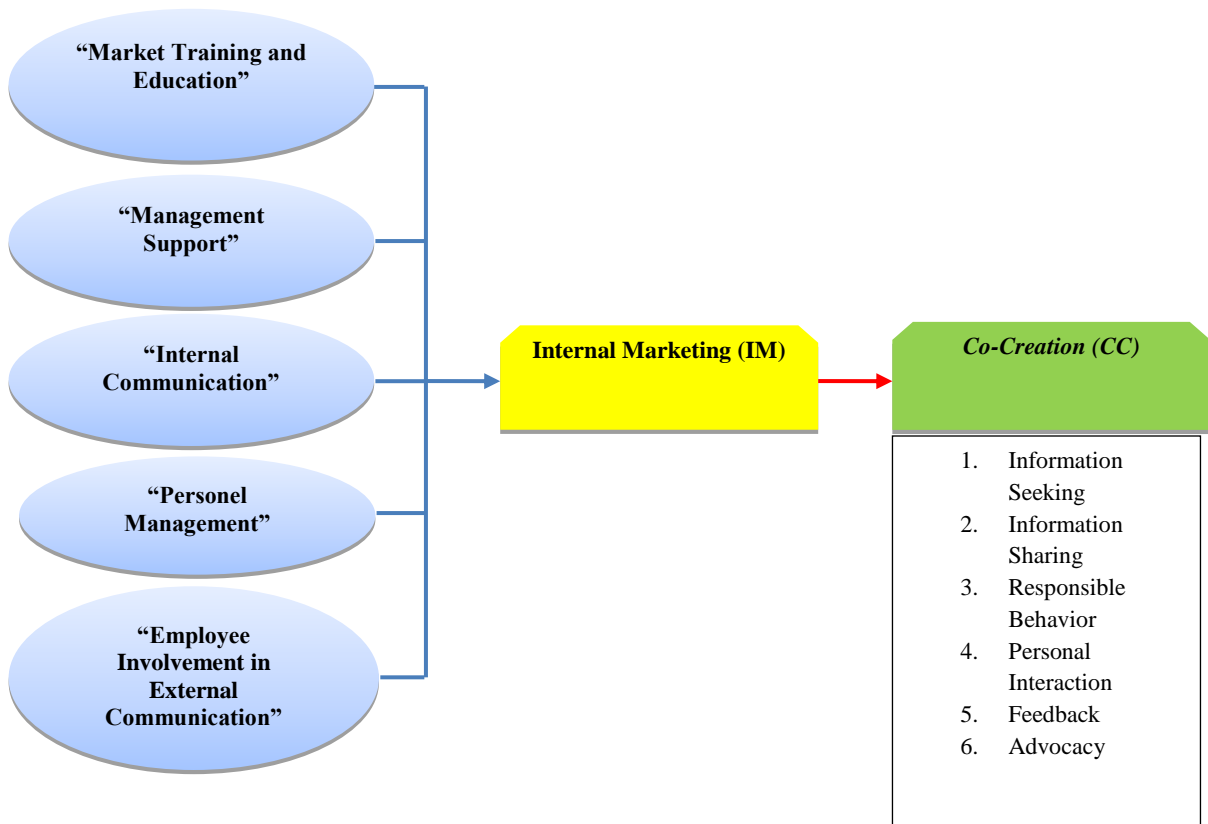 “Market Training and
Education”
“Management
Support”
“Internal
Communication”
“Personel
Management”
“Employee
Involvement in
External
Communication”
Internal Marketing (IM)
Co-Creation (CC)
1. Information
Seeking
2. Information
Sharing
3. Responsible
Behavior
4. Personal
Interaction
5. Feedback
6. Advocacy